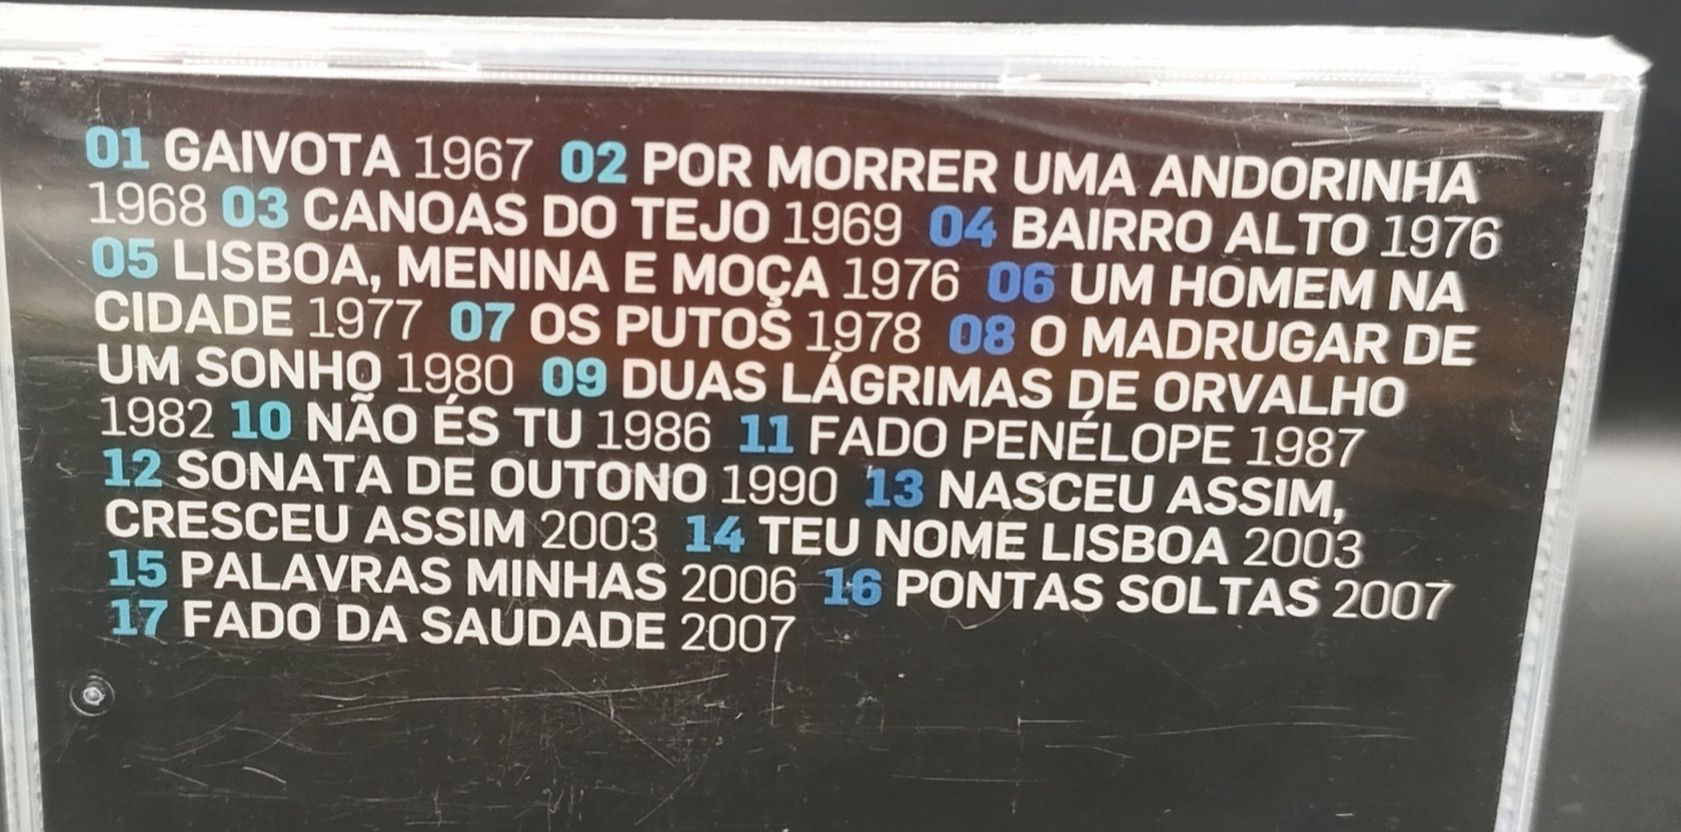 01 GAIVOTA 1967 02 POR MORRER UMA ANDORINHA
1968 03 CANOAS DO TEJO 1969 04 BAIRRO ALTO 1976
05 LISBOA, MENINA E MOÇA 1976 06 UM HOMEM NA
CIDADE 1977 07 OS PUTOS 1978 08 O MADRUGAR DE
UM SONHO 1980 09 DUAS LÁGRIMAS DE ORVALHO
1982 10 NÃO ÉS TU 1986 11 FADO PENÉLOPE 1987
12 SONATA DE OUTONO 1990 13 NASCEU ASSIM,
CRESCEU ASSIM 2003 14 TEU NOME LISBOA 2003
15 PALAVRAS MINHAS 2006 16 PONTAS SOLTAS 2007
17 FADO DA SAUDADE 2007